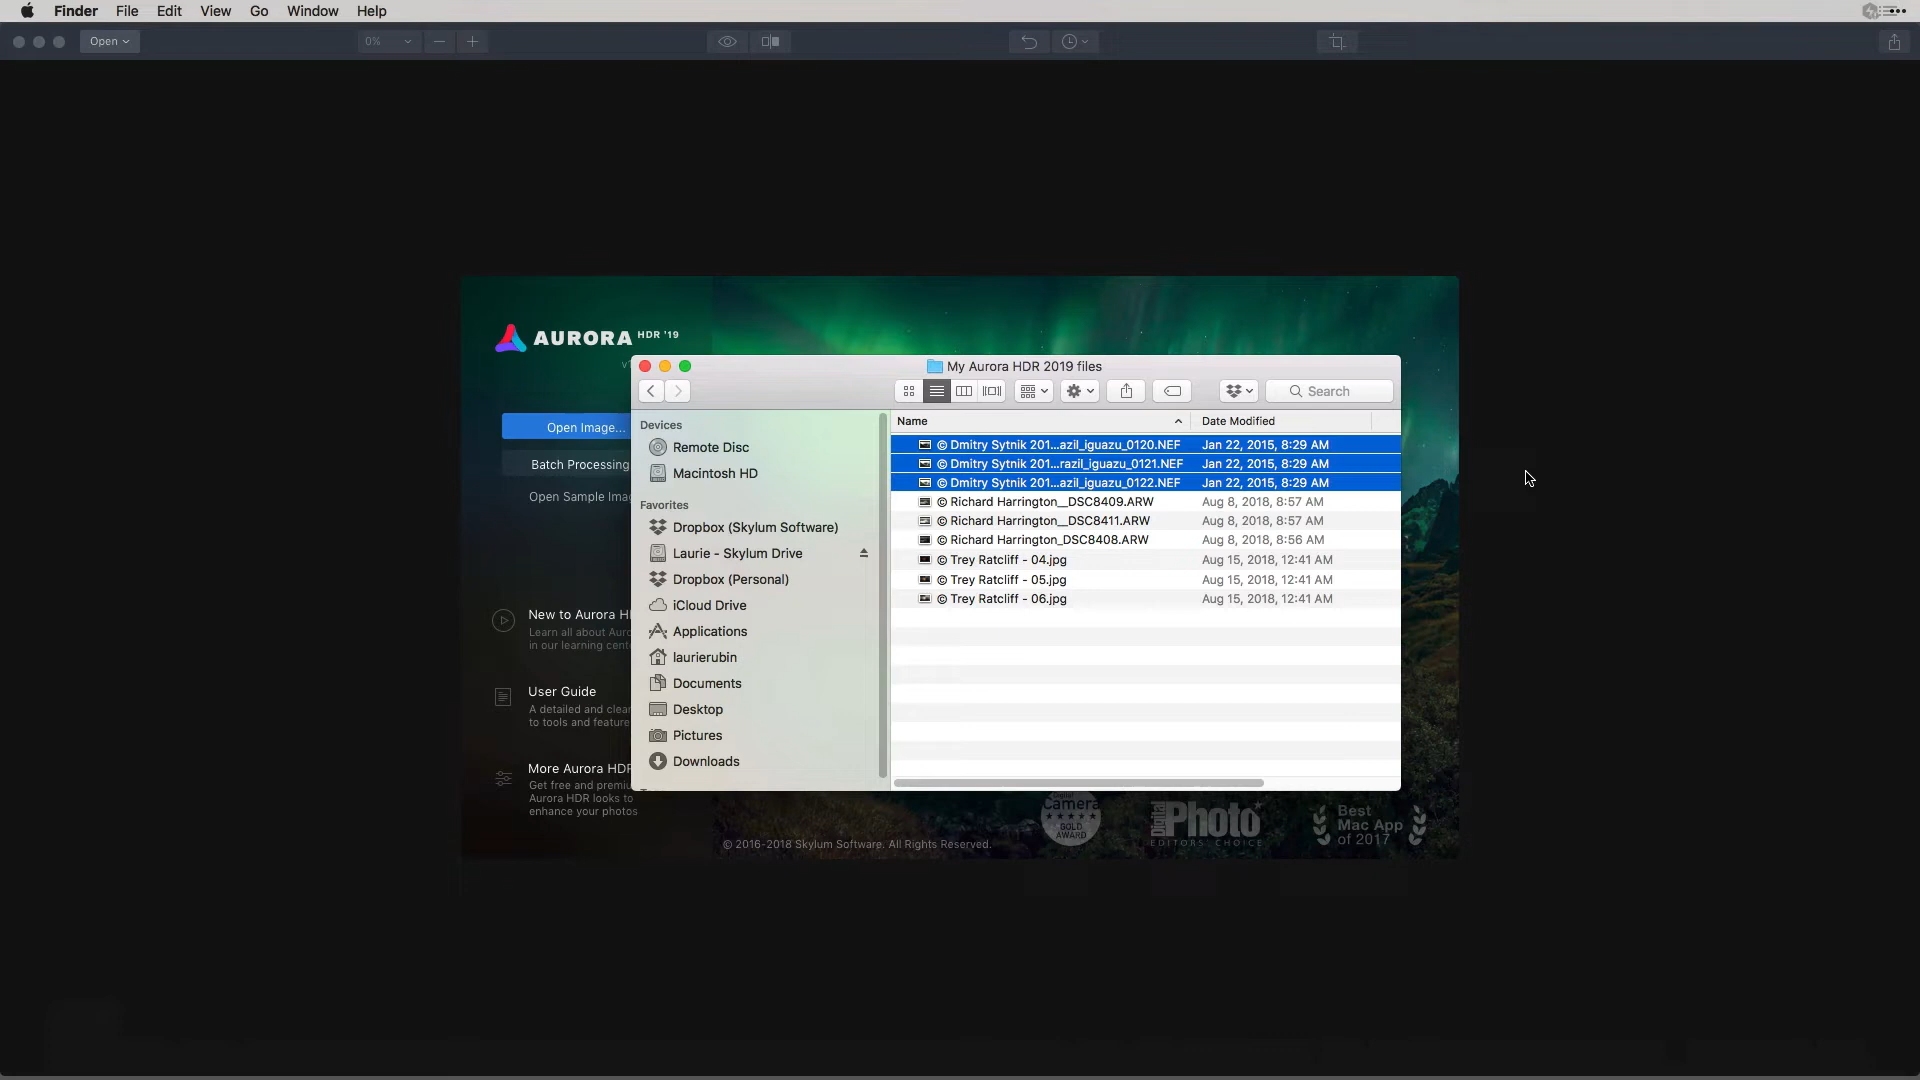 Finder File Edit View Go Window Help
Open
0%
AURORA HDR '19
Open Image...
Batch Processing
Open Sample Imag
New to Aurora H
Learn all about Auro
in our learning cente
User Guide
A detailed and clear
to tools and feature
More Aurora HDR
Get free and premiu
Aurora HDR looks to
enhance your photos
My Aurora HDR 2019 files
Search
Devices
Remote Disc
Macintosh HD
Favorites
Dropbox (Skylum Software)
Laurie - Skylum Drive
Dropbox (Personal)
iCloud Drive
Applications
laurierubin
Documents
Desktop
Pictures
Downloads
Name Date Modified
© Dmitry Sytnik 201...azil_iguazu_0120.NEF Jan 22, 2015, 8:29 AM
© Dmitry Sytnik 201...razil_iguazu_0121.NEF Jan 22, 2015, 8:29 AM
© Dmitry Sytnik 201...azil_iguazu_0122.NEF Jan 22, 2015, 8:29 AM
© Richard Harrington__DSC8409.ARW Aug 8, 2018, 8:57 AM
© Richard Harrington__DSC8411.ARW Aug 8, 2018, 8:57 AM
© Richard Harrington_DSC8408.ARW Aug 8, 2018, 8:56 AM
© Trey Ratcliff - 04.jpg Aug 15, 2018, 12:41 AM
© Trey Ratcliff - 05.jpg Aug 15, 2018, 12:41 AM
© Trey Ratcliff - 06.jpg Aug 15, 2018, 12:41 AM
© 2016-2018 Skylum Software. All Rights Reserved.
Camera
GOLD
AWARD
Digital Photo
EDITORS' CHOICE
Best
Mac App
of 2017